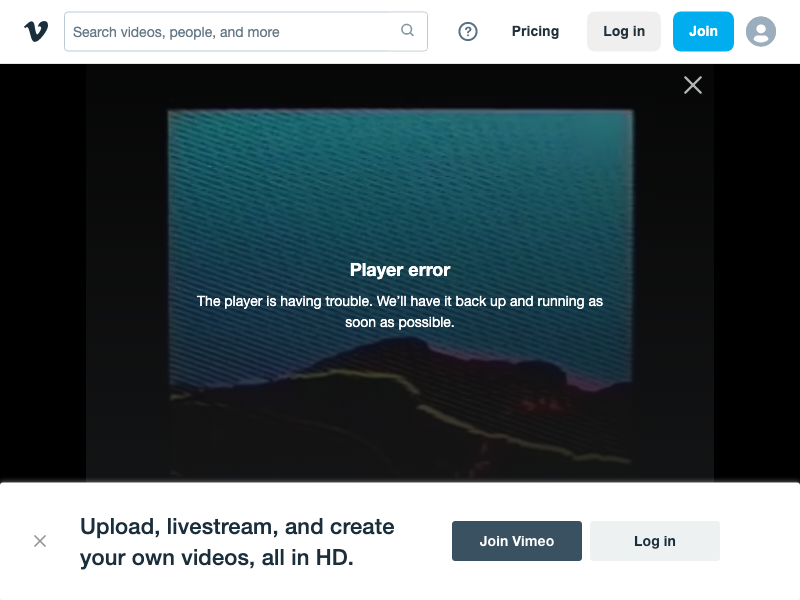 Search videos, people, and more
Pricing
Log in
Join
Player error
The player is having trouble. We’ll have it back up and running as
soon as possible.
Upload, livestream, and create
your own videos, all in HD.
Join Vimeo
Log in